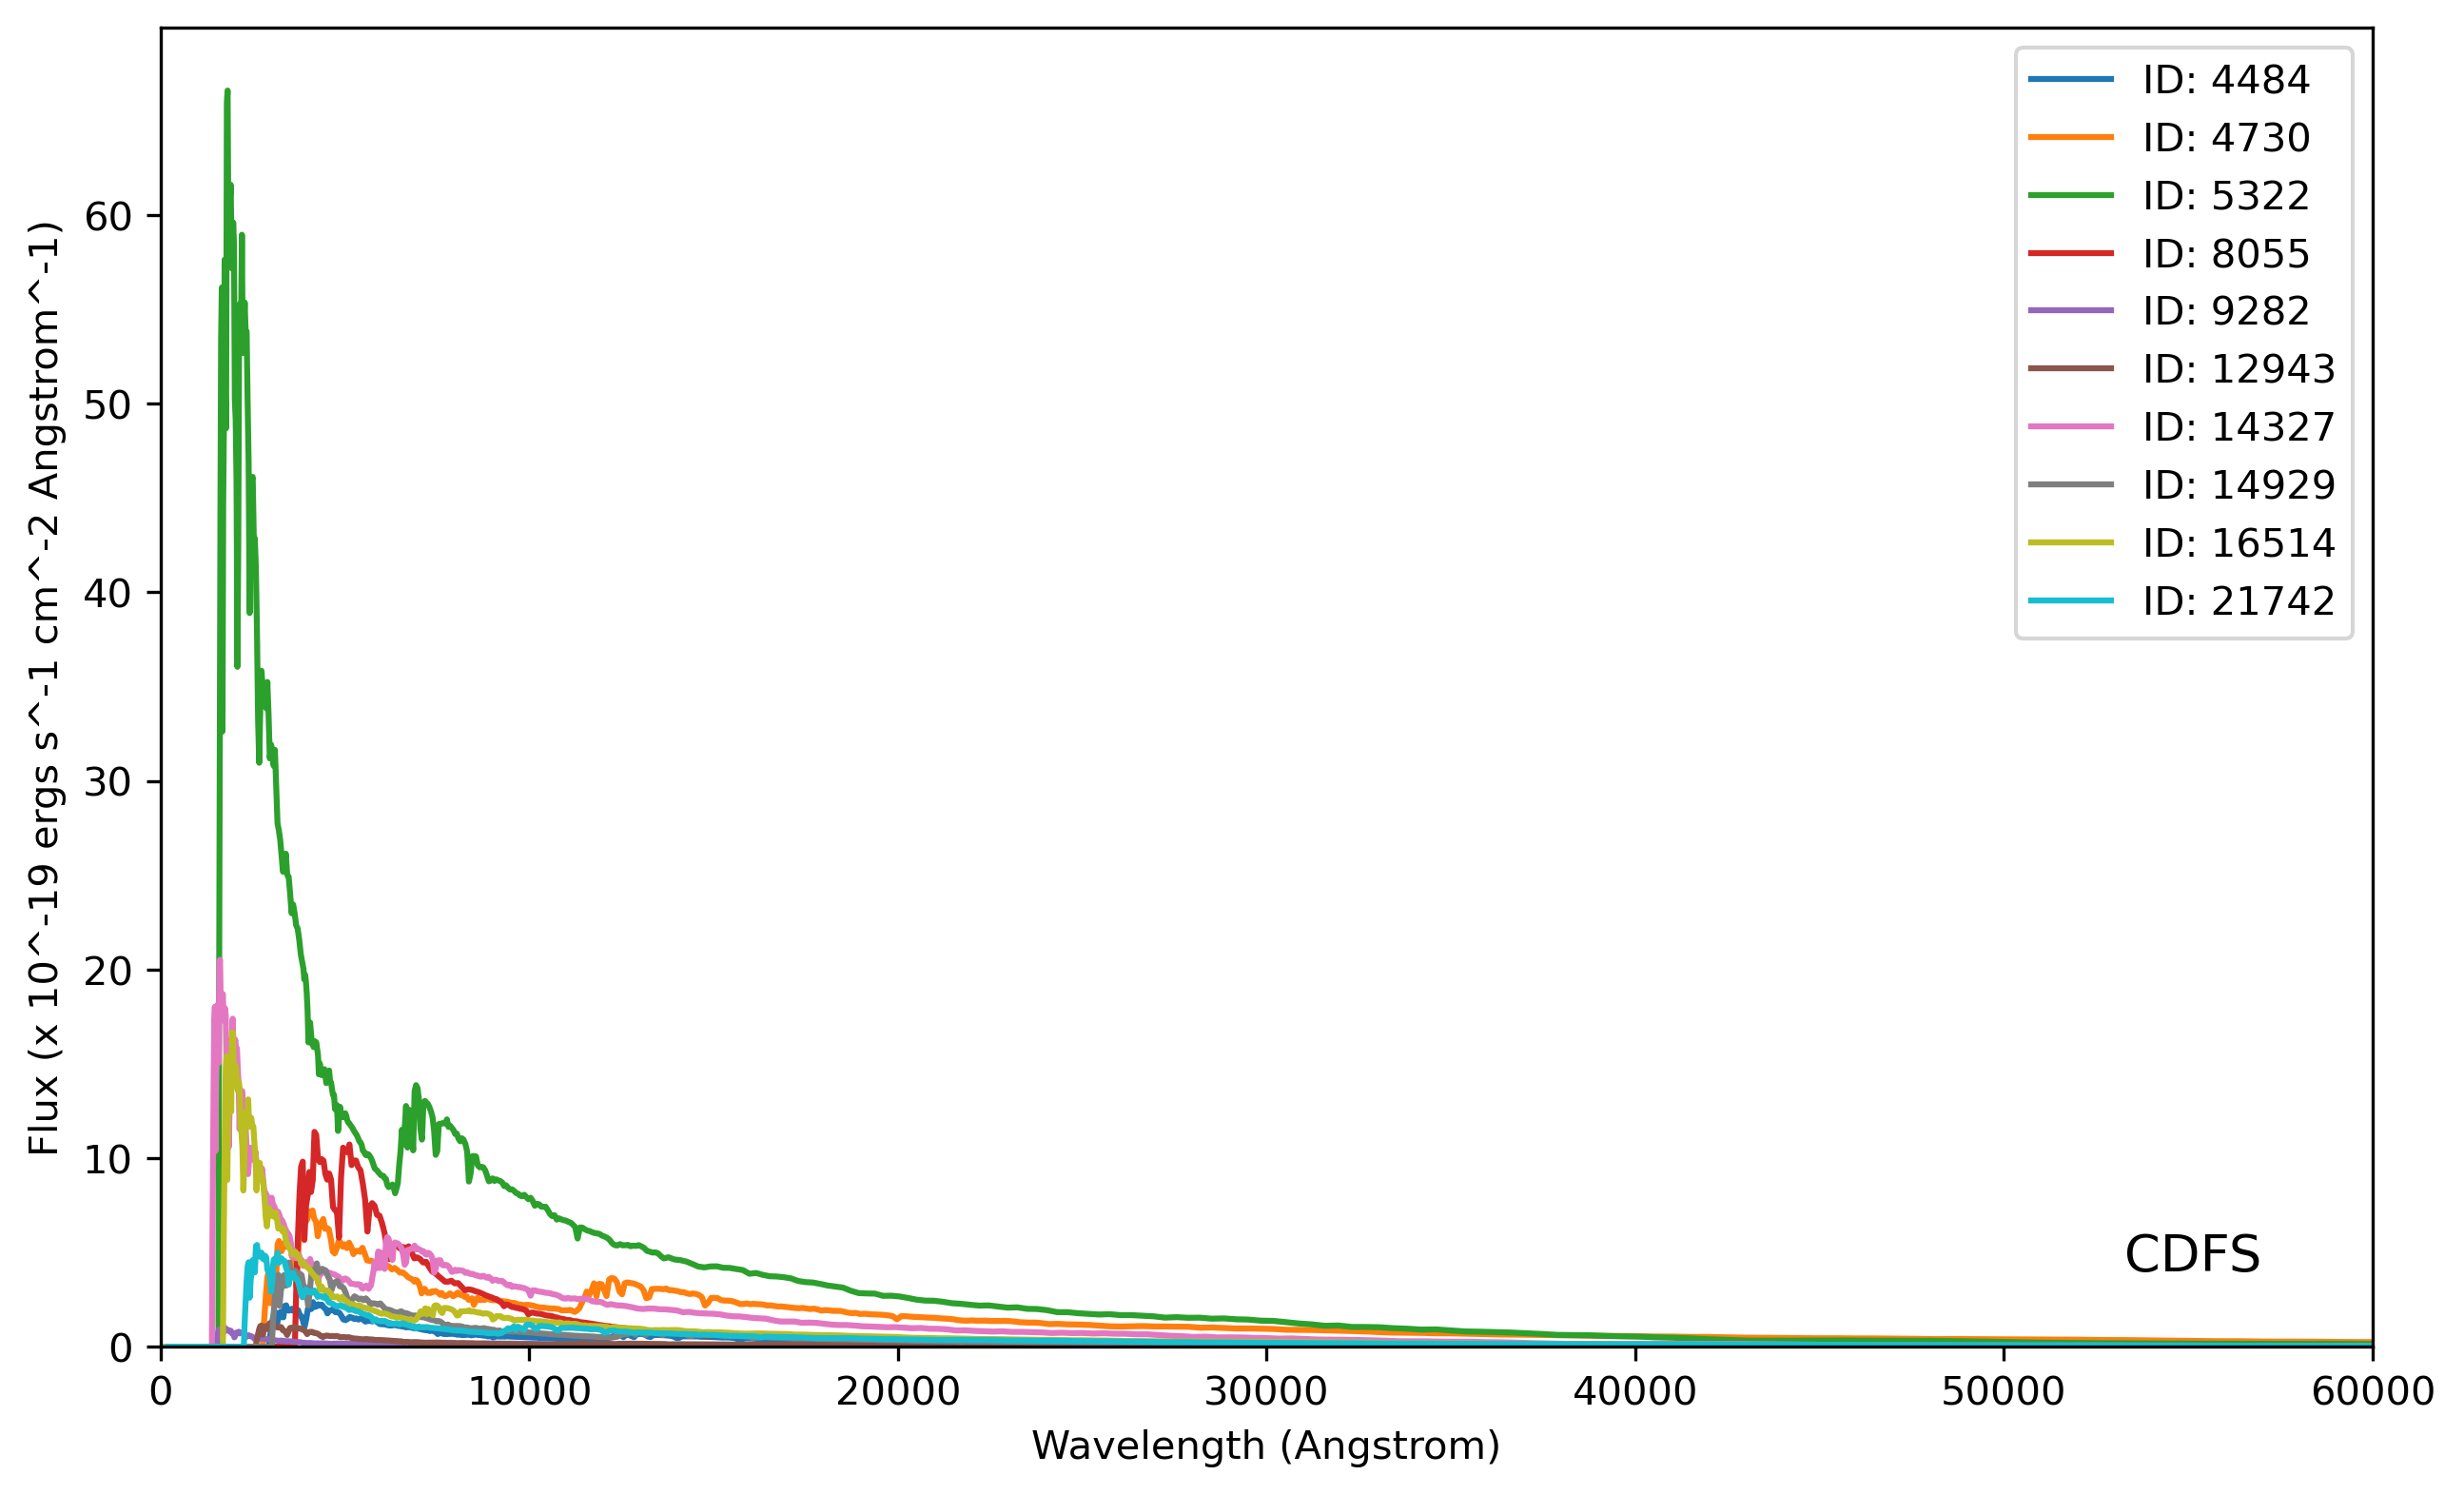 Flux (x 10^-19 ergs s^-1 cm^-2 Angstrom^-1)
60
50
40
30
20
10
0
0 10000 20000 30000 40000 50000 60000
Wavelength (Angstrom)
ID: 4484
ID: 4730
ID: 5322
ID: 8055
ID: 9282
ID: 12943
ID: 14327
ID: 14929
ID: 16514
ID: 21742
CDFS